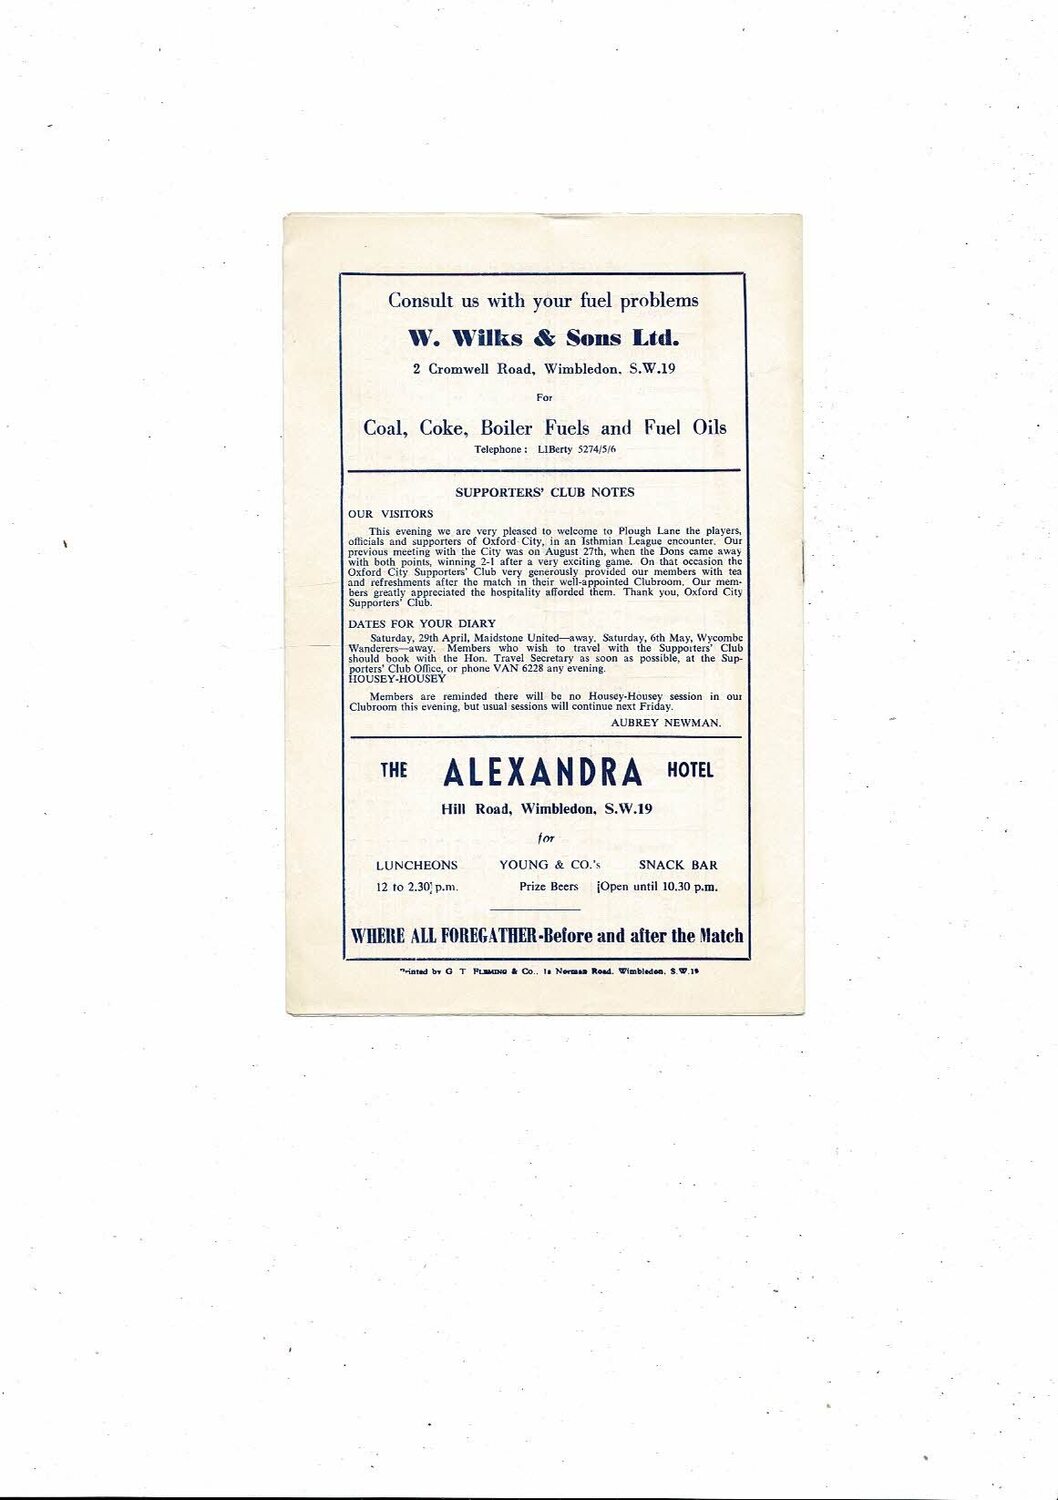 Consult us with your fuel problems
W. Wilks & Sons Ltd.
2 Cromwell Road, Wimbledon. S.W.19
For
Coal, Coke, Boiler Fuels and Fuel Oils
Telephone : LIBerty 5274/5/6
SUPPORTERS' CLUB NOTES
OUR VISITORS
This evening we are very pleased to welcome to Plough Lane the players,
officials and supporters of Oxford City, in an Isthmian League encounter. Our
previous meeting with the City was on August 27th, when the Dons came away
with both points, winning 2-1 after a very exciting game. On that occasion the
Oxford City Supporters' Club very generously provided our members with tea
and refreshments after the match in their well-appointed Clubroom. Our mem-
bers greatly appreciated the hospitality afforded them. Thank you, Oxford City
Supporters' Club.
DATES FOR YOUR DIARY
Saturday, 29th April, Maidstone United—away. Saturday, 6th May, Wycombe
Wanderers—away. Members who wish to travel with the Supporters' Club
should book with the Hon. Travel Secretary as soon as possible, at the Sup-
porters' Club Office, or phone VAN 6228 any evening.
HOUSEY-HOUSEY
Members are reminded there will be no Housey-Housey session in our
Clubroom this evening, but usual sessions will continue next Friday.
AUBREY NEWMAN.
THE ALEXANDRA HOTEL
Hill Road, Wimbledon, S.W.19
for
LUNCHEONS YOUNG & CO.'s SNACK BAR
12 to 2.30 p.m. Prize Beers Open until 10.30 p.m.
WHERE ALL FOREGATHER-Before and after the Match
Printed by G T FLEMING & Co.. 1a Norman Road. Wimbledon. S.W.19